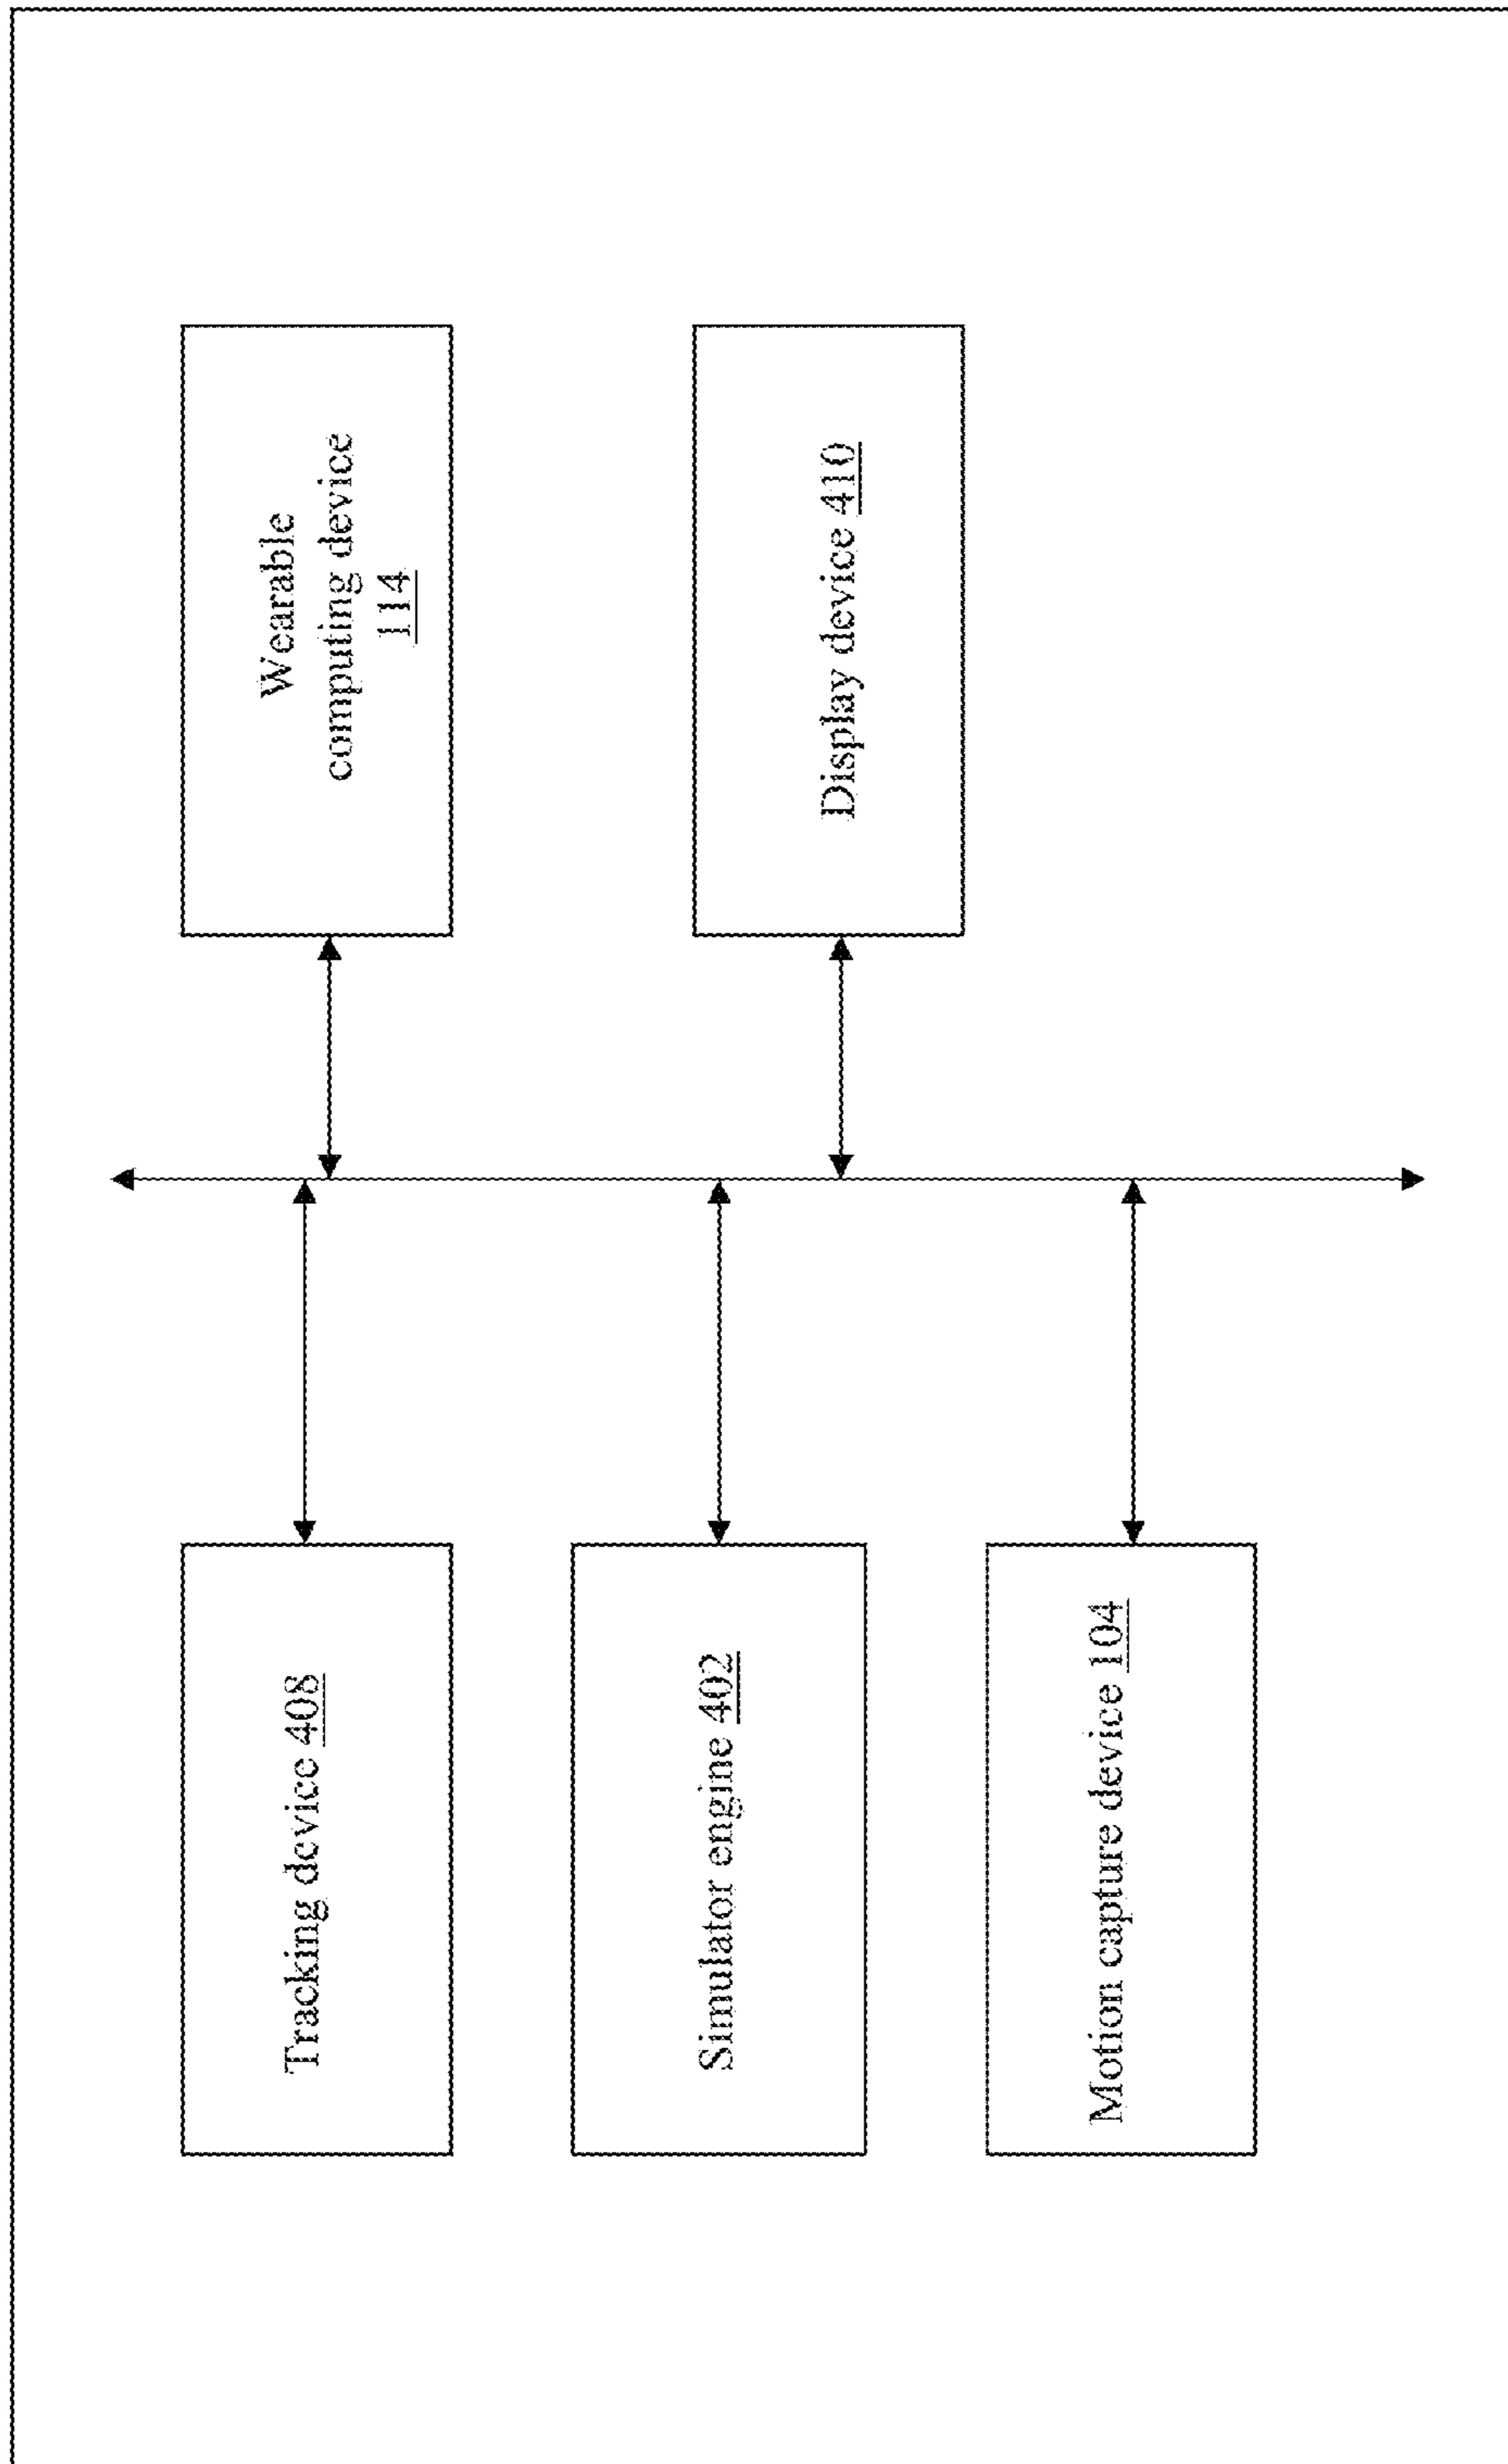 Tracking device 408
Simulator engine 402
Motion capture device 104
Wearable
computing device
114
Display device 410